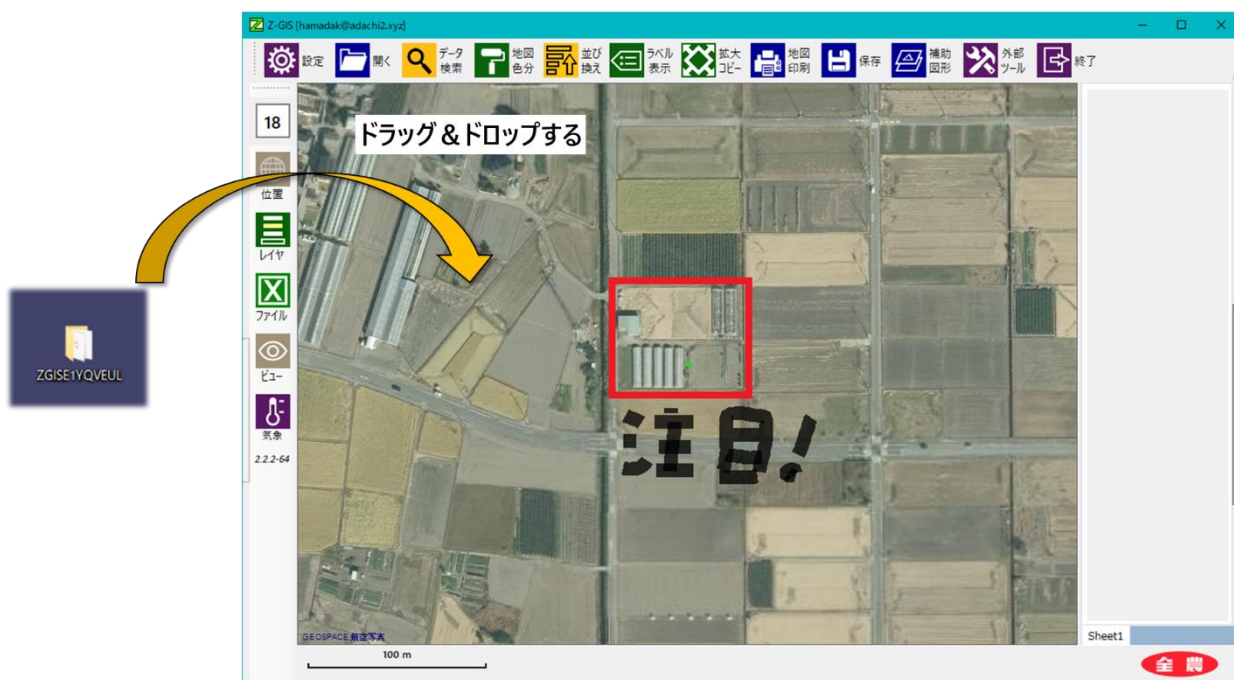 Z-GIS [hamadak@adachi2.xyz]
設定
開く
データ
検索
地図
色分
並び
換え
ラベル
表示
拡大
コピー
地図
印刷
保存
補助
図形
外部
ツール
終了
18
ドラッグ&ドロップする
位置
レイヤ
ファイル
ビュー
気象
2.2.2-64
ZGISE1YQVEUL
注目!
GEOSPACE 航空写真
100 m
Sheet1
全農